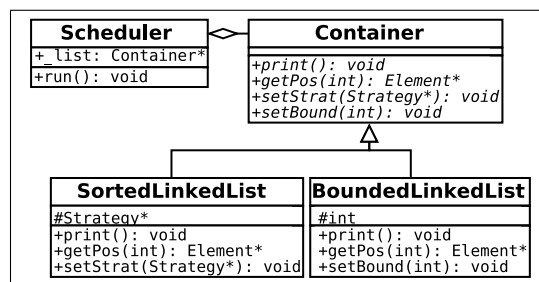 Scheduler
+_list: Container*
+run(): void
Container
+print(): void
+getPos(int): Element*
+setStrat(Strategy*): void
+setBound(int): void
SortedLinkedList
#Strategy*
+print(): void
+getPos(int): Element*
+setStrat(Strategy*): void
BoundedLinkedList
#int
+print(): void
+getPos(int): Element*
+setBound(int): void